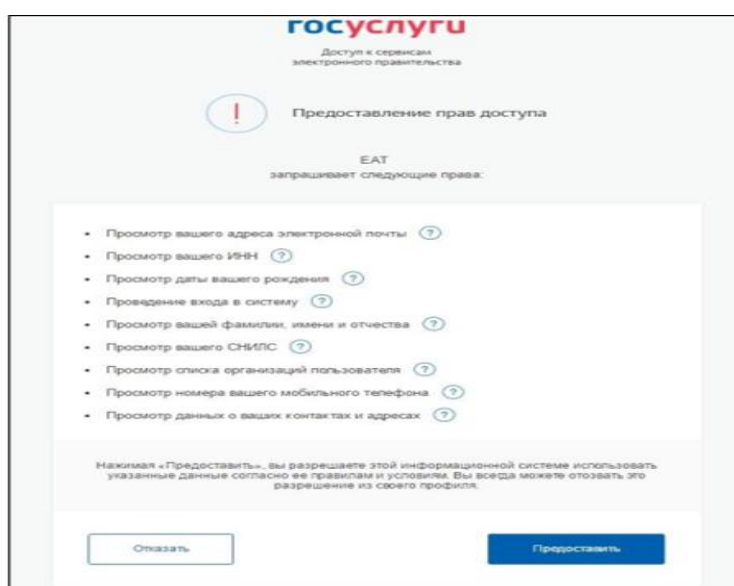 госуслуги
Доступ к сервисам
электронного правительства
!
Предоставление прав доступа
ЕАТ
запрашивает следующие права:
• Просмотр вашего адреса электронной почты ?
• Просмотр вашего ИНН ?
• Просмотр даты вашего рождения ?
• Проведение входа в систему ?
• Просмотр вашей фамилии, имени и отчества ?
• Просмотр вашего СНИЛС ?
• Просмотр списка организаций пользователя ?
• Просмотр номера вашего мобильного телефона ?
• Просмотр данных о ваших контактах и адресах ?
Нажимая «Предоставить», вы разрешаете этой информационной системе использовать
указанные данные согласно ее правилам и условиям. Вы всегда можете отозвать это
разрешение из своего профиля.
Отказать
Предоставить